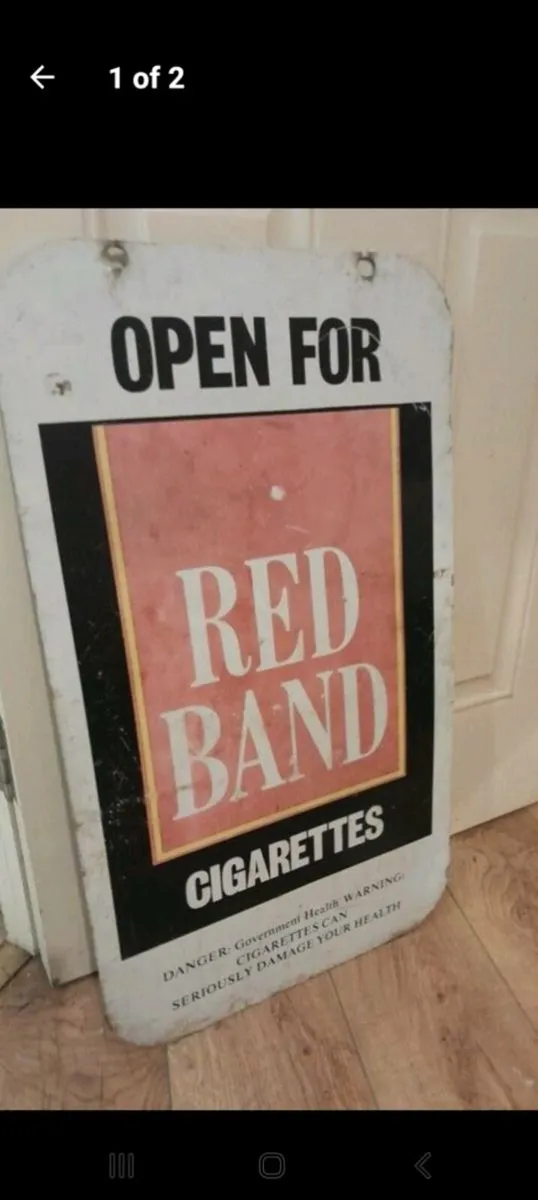 1 of 2
OPEN FOR
RED
BAND
CIGARETTES
DANGER: Government Health WARNING:
CIGARETTES CAN
SERIOUSLY DAMAGE YOUR HEALTH